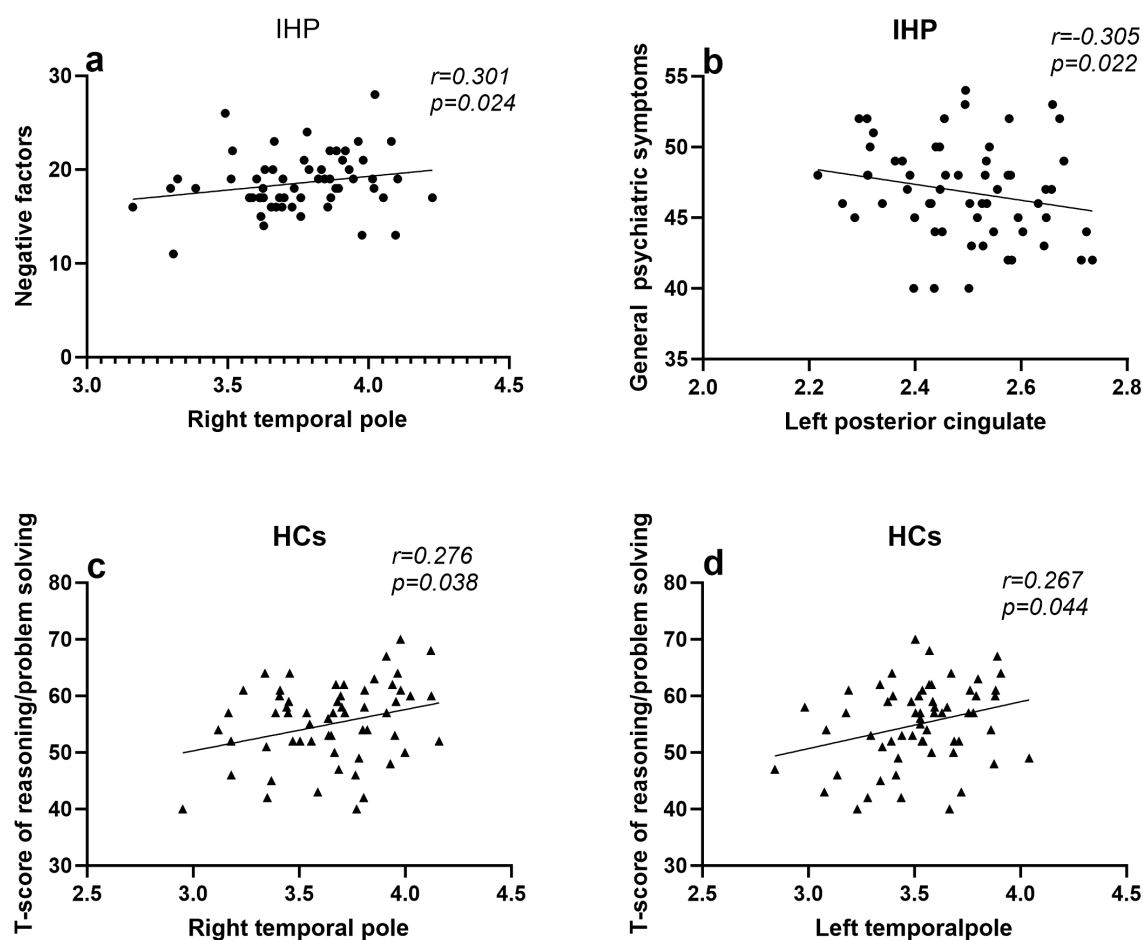 IHP
a
r=0.301
p=0.024
30
20
10
0
Negative factors
3.0 3.5 4.0 4.5
Right temporal pole
IHP
b
r=-0.305
p=0.022
55
50
45
40
35
General psychiatric symptoms
2.0 2.2 2.4 2.6 2.8
Left posterior cingulate
HCs
c
r=0.276
p=0.038
80
70
60
50
40
30
T-score of reasoning/problem solving
2.5 3.0 3.5 4.0 4.5
Right temporal pole
HCs
d
r=0.267
p=0.044
80
70
60
50
40
30
T-score of reasoning/problem solving
2.5 3.0 3.5 4.0 4.5
Left temporalpole